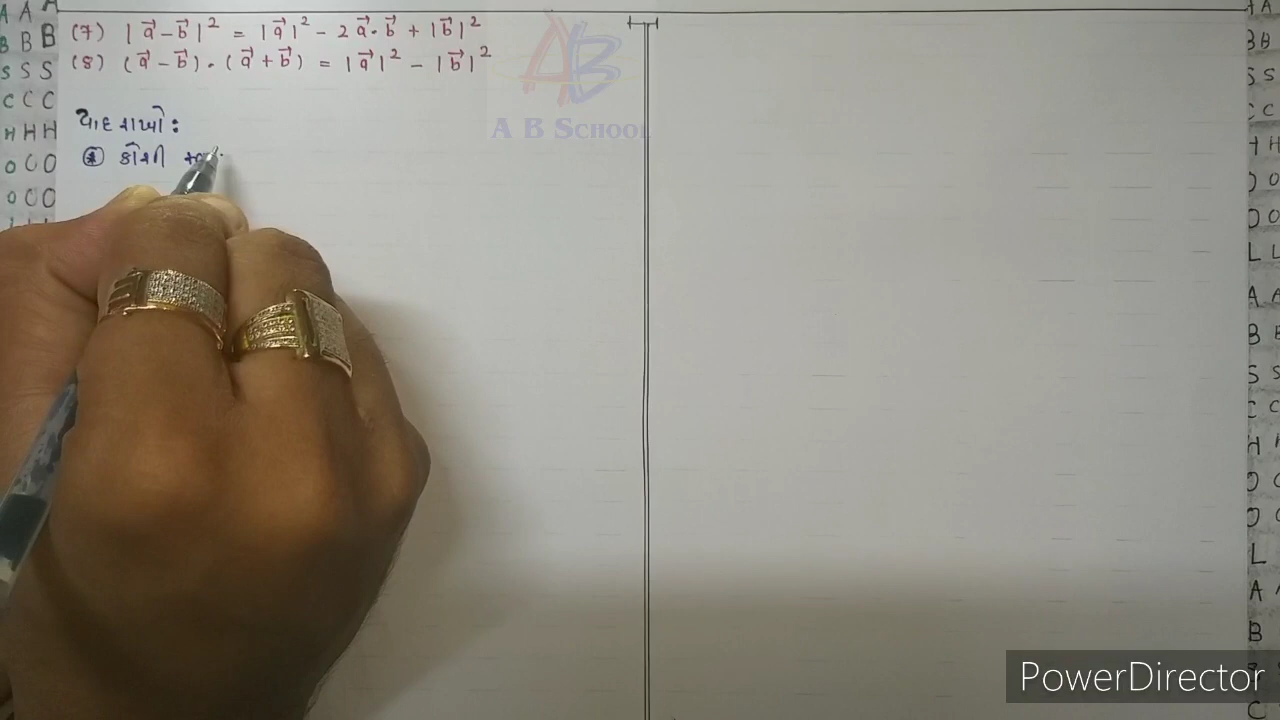 (7) |a⃗ - b⃗|² = |a⃗|² - 2a⃗·b⃗ + |b⃗|²
(8) (a⃗ - b⃗)·(a⃗ + b⃗) = |a⃗|² - |b⃗|²
A B SCHOOL
યાદ રાખો:
* કોશી
PowerDirector